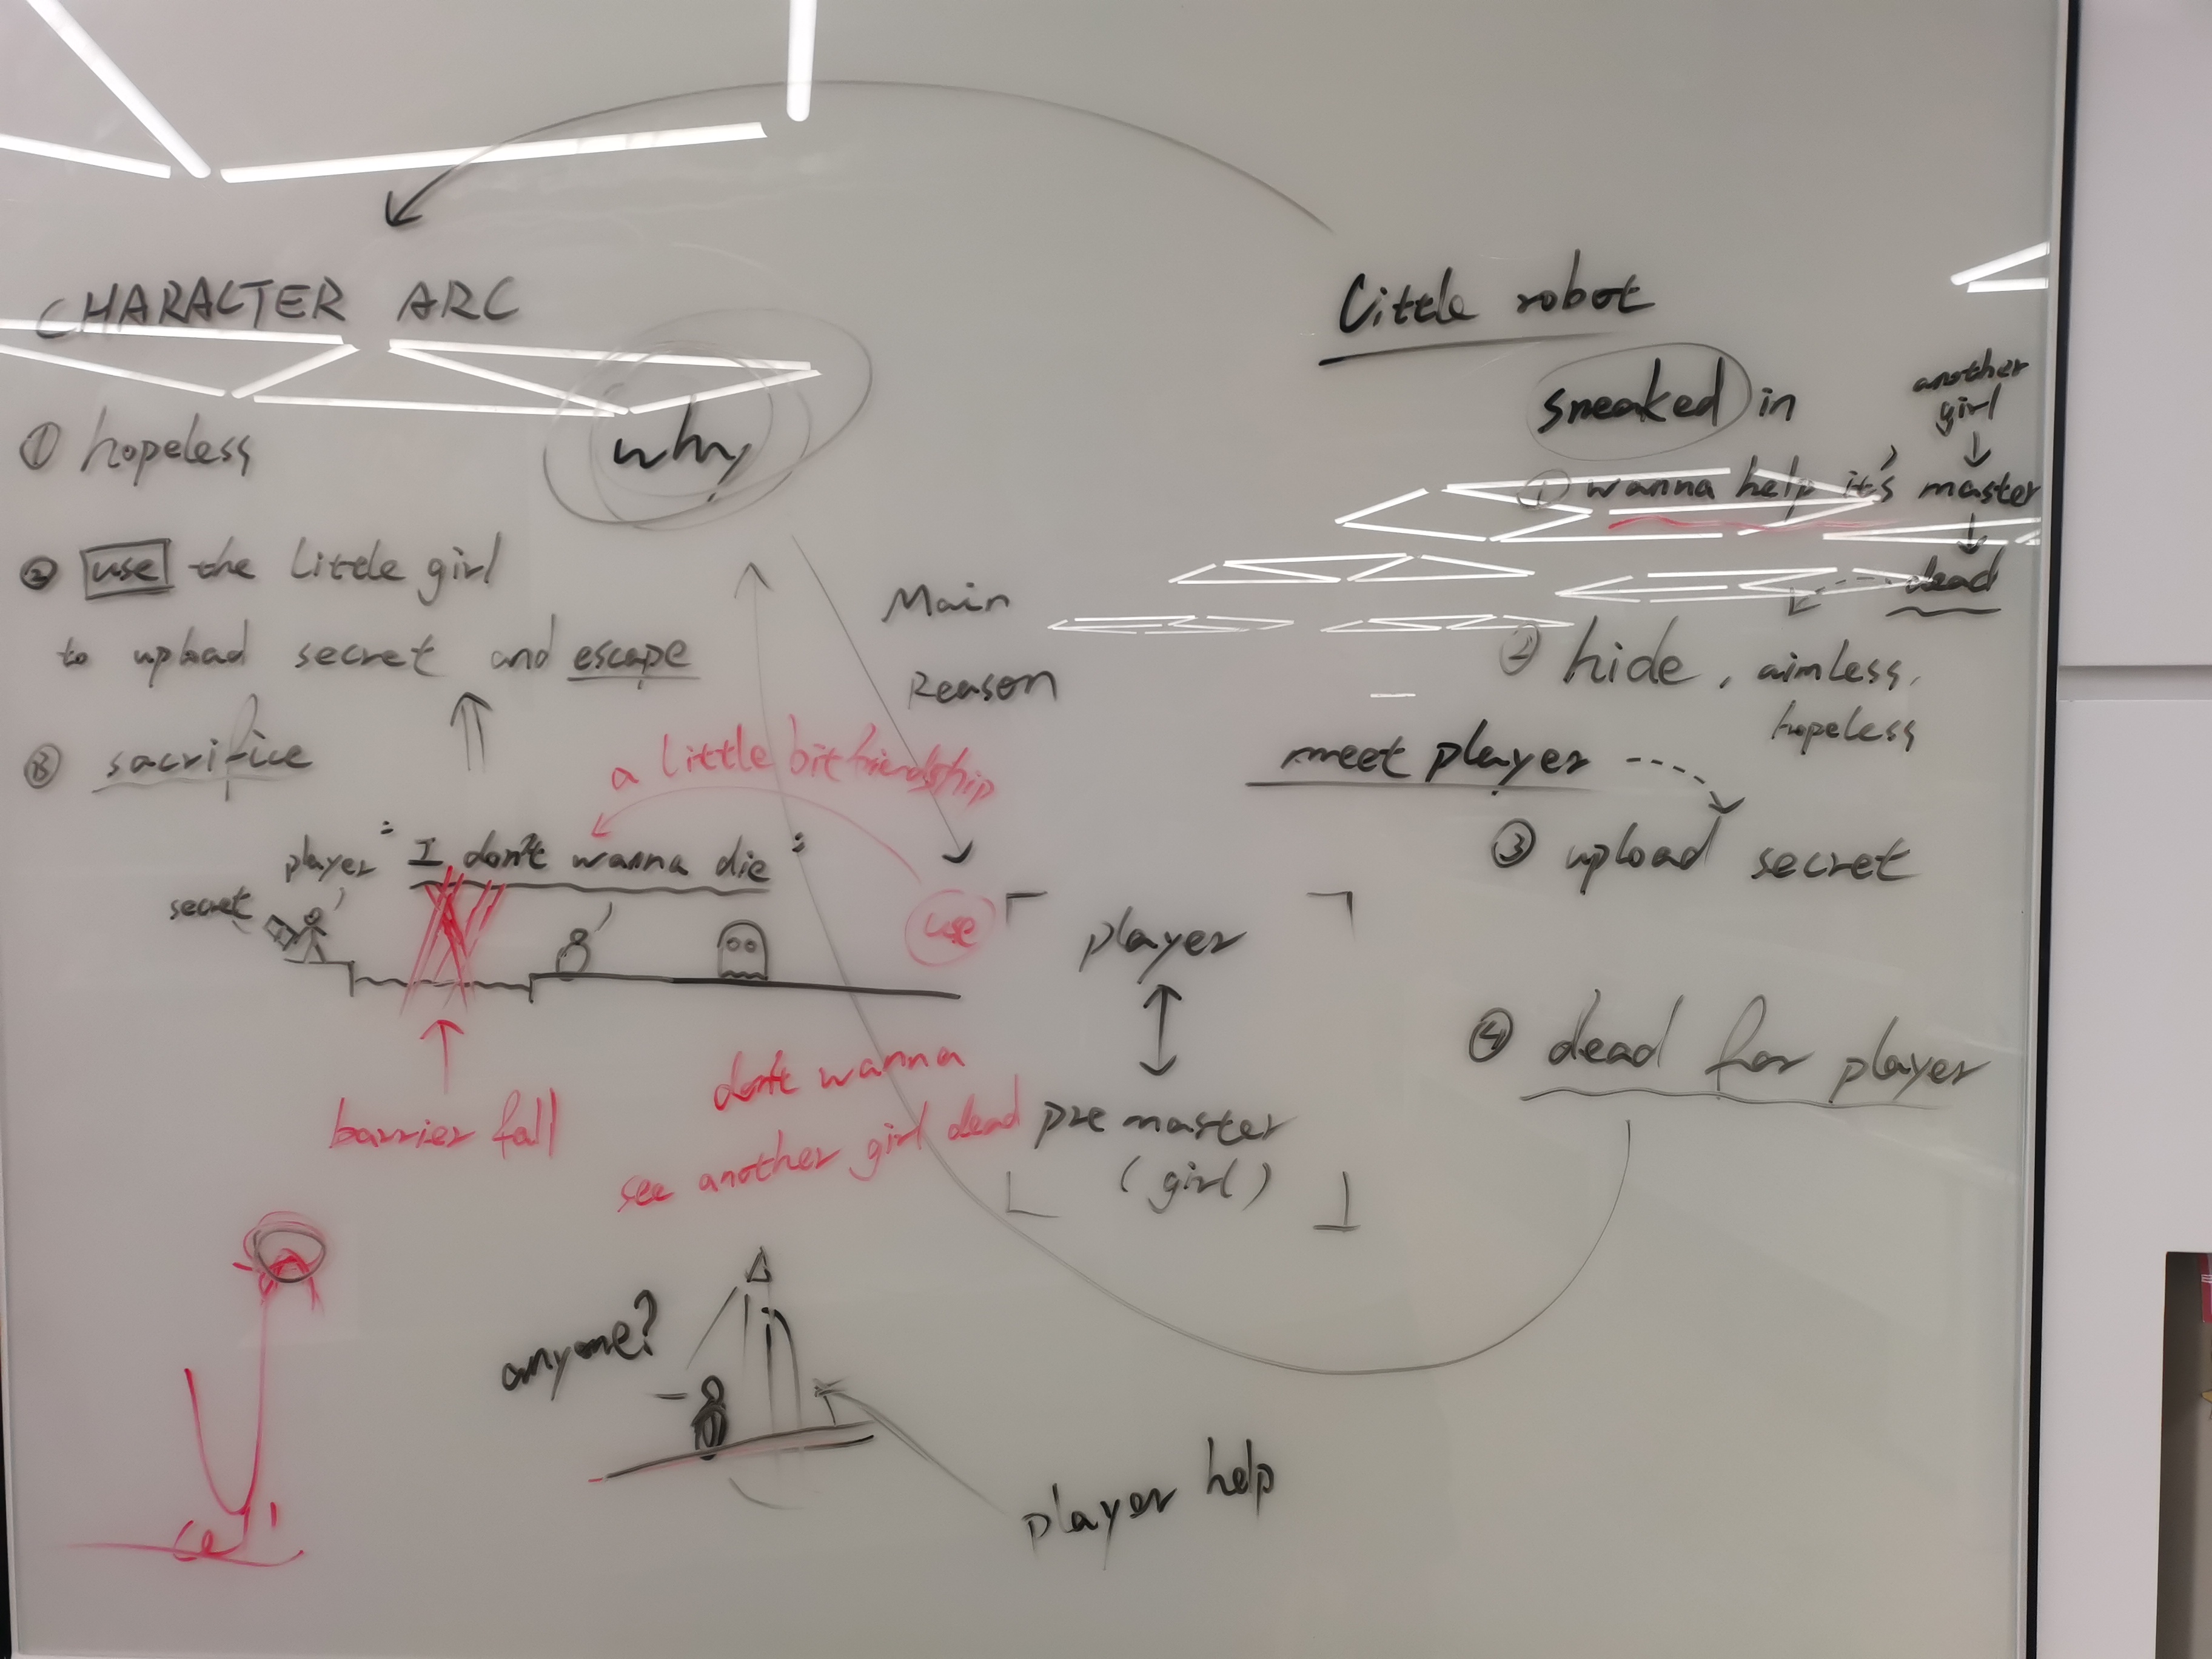 CHARACTER ARC
① hopeless
② use the little girl
to upload secret and escape
③ sacrifice
why
Main
Reason
a little bit friendship
player
"I don't wanna die"
secret
use
barrier fall
don't wanna
see another girl dead
player
pre master
(girl)
anyone?
player help
Little robot
sneaked in
another
girl
① wanna help it's master
dead
② hide, aimless,
hopeless
meet player
③ upload secret
④ dead for player